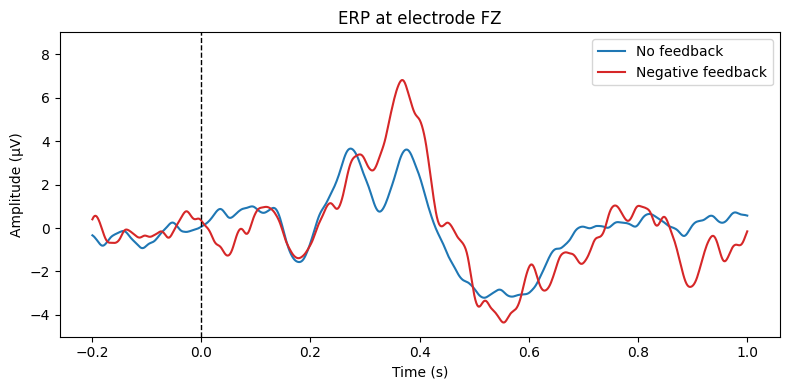 ERP at electrode FZ
No feedback
Negative feedback
Amplitude (µV)
8
6
4
2
0
−2
−4
−0.2 0.0 0.2 0.4 0.6 0.8 1.0
Time (s)